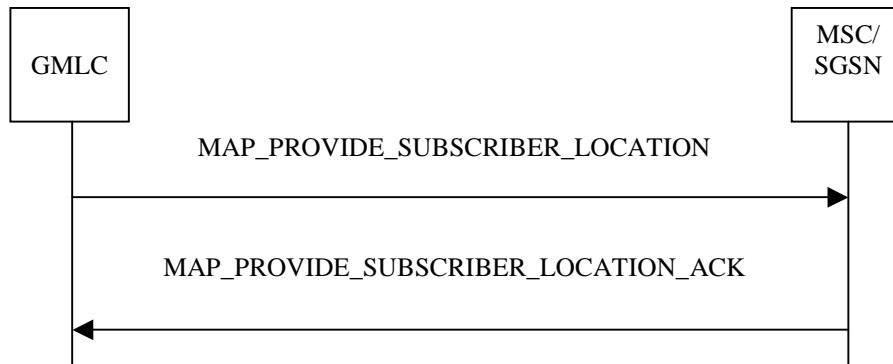 GMLC
MSC/
SGSN
MAP_PROVIDE_SUBSCRIBER_LOCATION
MAP_PROVIDE_SUBSCRIBER_LOCATION_ACK